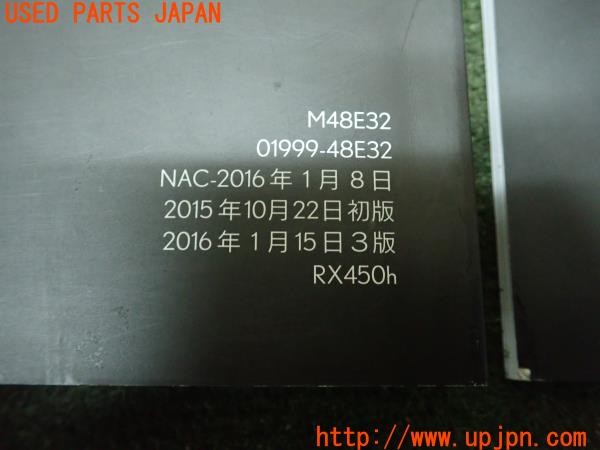 USED PARTS JAPAN
M48E32
01999-48E32
NAC-2016年 1月 8日
2015年10月22日初版
2016年 1月15日3版
RX450h
http://www.upjpn.com/